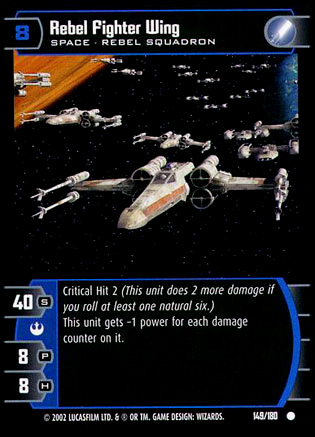 8
Rebel Fighter Wing
SPACE · REBEL SQUADRON
40 S
8 P
8 H
Critical Hit 2 (This unit does 2 more damage if
you roll at least one natural six.)
This unit gets -1 power for each damage
counter on it.
© 2002 LUCASFILM LTD. & ® OR TM. GAME DESIGN: WIZARDS.
149/180